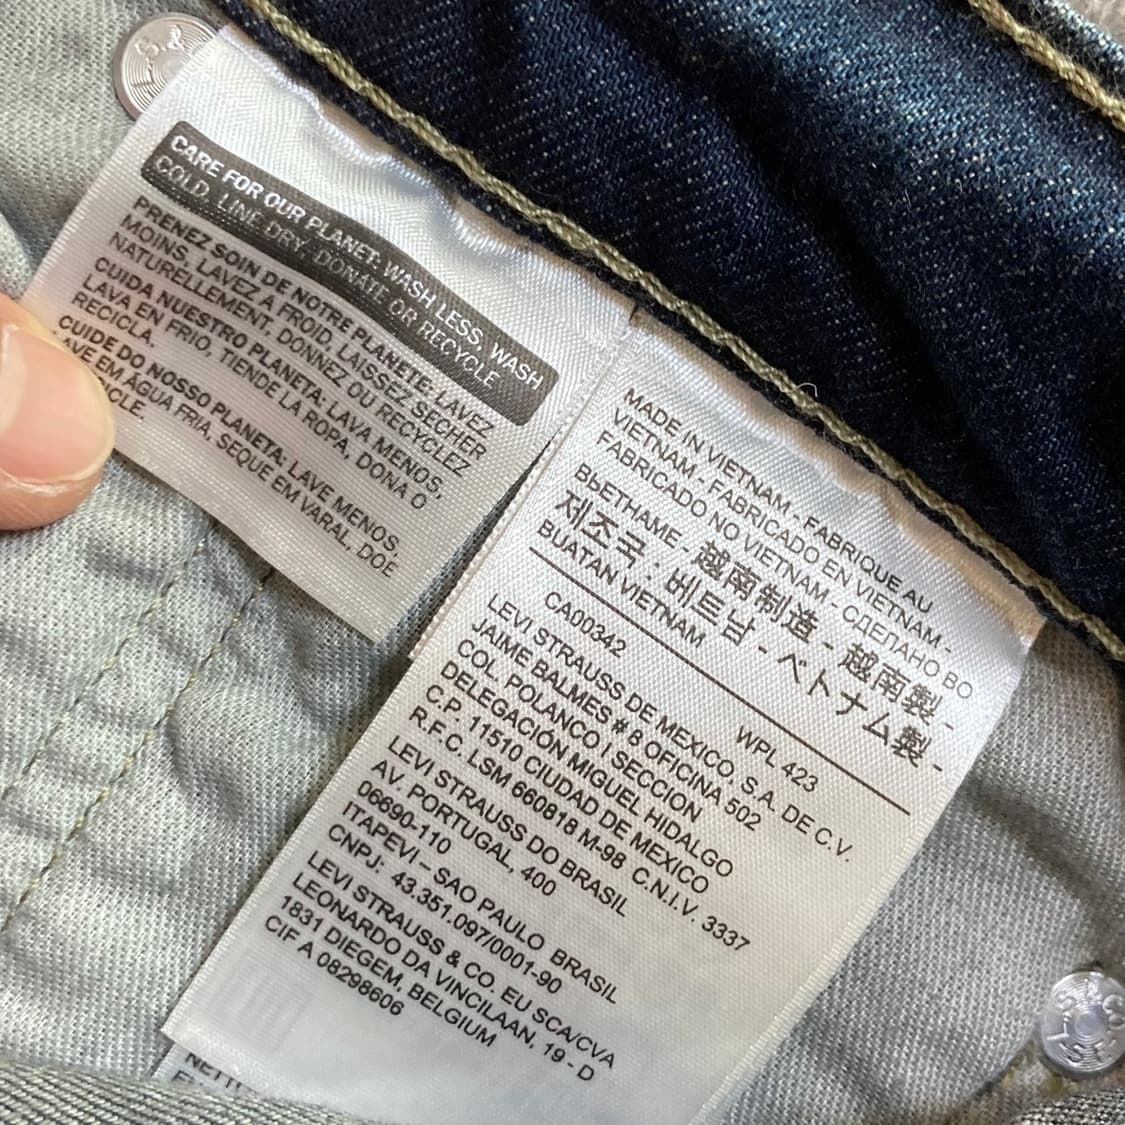 CARE FOR OUR PLANET: WASH LESS, WASH
COLD, LINE DRY, DONATE OR RECYCLE
PRENEZ SOIN DE NOTRE PLANETE: LAVEZ
MOINS, LAVEZ A FROID, LAISSEZ SECHER
NATURELLEMENT, DONNEZ OU RECYCLEZ
CUIDA NUESTRO PLANETA: LAVA MENOS,
LAVA EN FRIO, TIENDE LA ROPA, DONA O
RECICLA.
CUIDE DO NOSSO PLANETA: LAVE MENOS,
LAVE EM ÁGUA FRIA, SEQUE EM VARAL, DOE
MADE IN VIETNAM - FABRIQUE AU
VIETNAM - FABRICADO EN VIETNAM -
FABRICADO NO VIETNAM - СДЕЛАНО ВО
ВЬЕТНАМЕ - 越南制造 - 越南製 -
제조국 : 베트남 - ベトナム製 -
BUATAN VIETNAM
CA00342 WPL 423
LEVI STRAUSS DE MEXICO, S.A. DE C.V.
JAIME BALMES # 8 OFICINA 502
COL. POLANCO I SECCION
DELEGACIÓN MIGUEL HIDALGO
C.P. 11510 CIUDAD DE MEXICO
R.F.C. LSM 660818 M-98 C.N.I.V. 3337
LEVI STRAUSS DO BRASIL
AV. PORTUGAL, 400
06690-110
ITAPEVI – SAO PAULO BRASIL
CNPJ: 43.351.097/0001-90
LEVI STRAUSS & CO. EU SCA/CVA
LEONARDO DA VINCILAAN, 19 - D
1831 DIEGEM, BELGIUM
CIF A 08298606